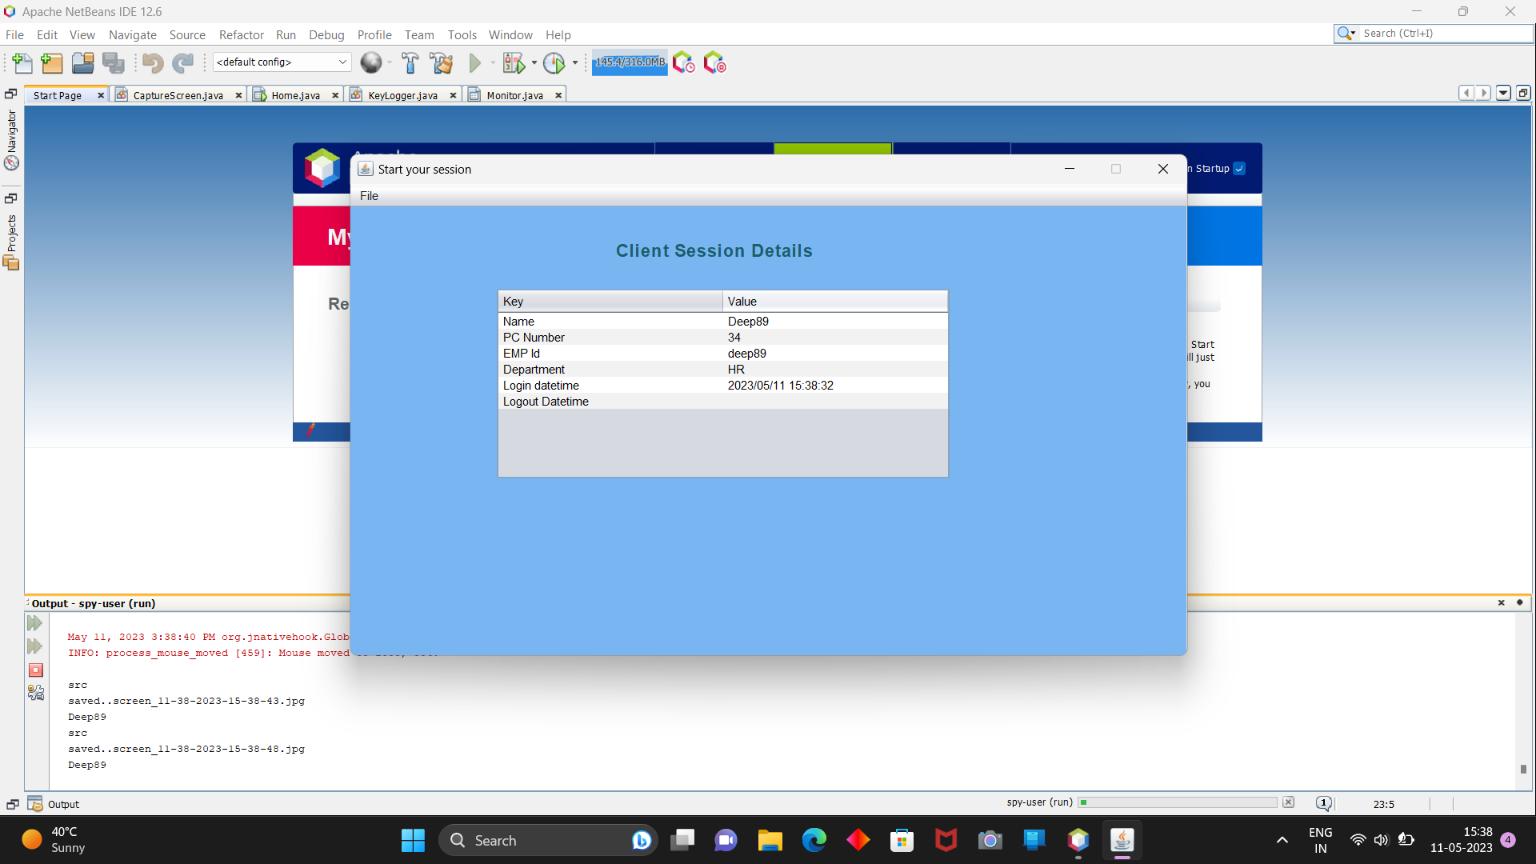 Apache NetBeans IDE 12.6
File Edit View Navigate Source Refactor Run Debug Profile Team Tools Window Help
Search (Ctrl+I)
<default config>
145.4/316.0MB
Start Page CaptureScreen.java Home.java KeyLogger.java Monitor.java
Navigator
Projects
n Startup
Start your session
File
My
Client Session Details
Re
Key Value
Name Deep89
PC Number 34
EMP Id deep89
Department HR
Login datetime 2023/05/11 15:38:32
Logout Datetime
Start
ll just
, you
Output - spy-user (run)
May 11, 2023 3:38:40 PM org.jnativehook.Glob
INFO: process_mouse_moved [459]: Mouse moved
src
saved..screen_11-38-2023-15-38-43.jpg
Deep89
src
saved..screen_11-38-2023-15-38-48.jpg
Deep89
Output
spy-user (run)
1
23:5
40°C
Sunny
Search
ENG
IN
15:38
11-05-2023
4